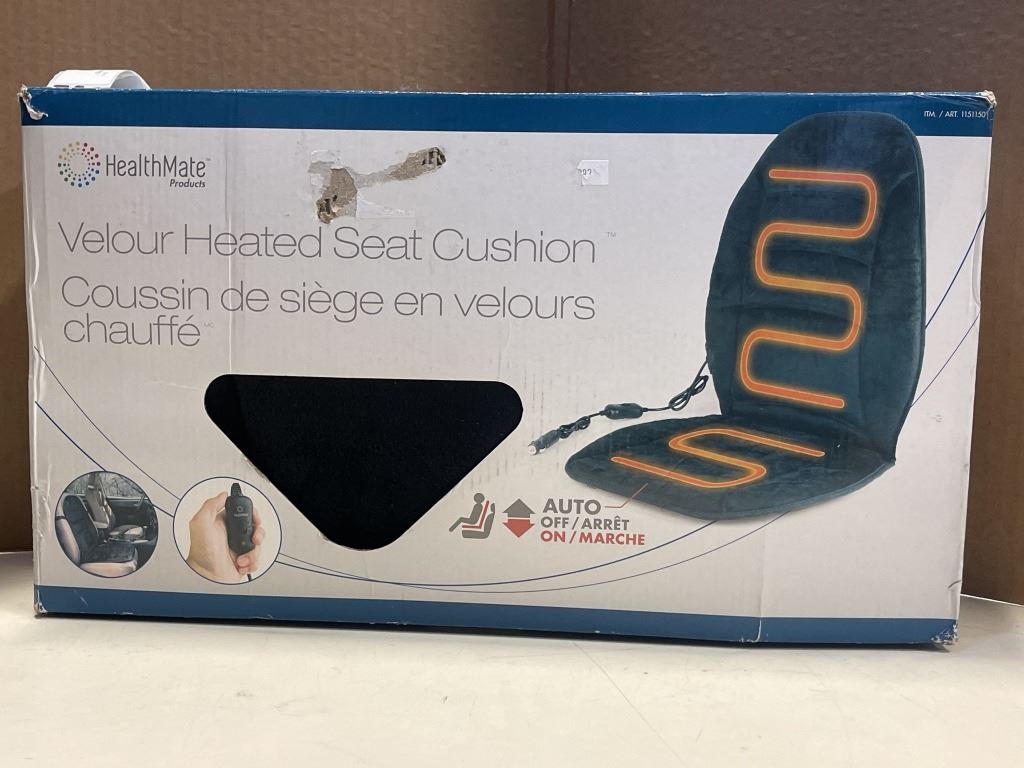 ITM. / ART. 1151150
HealthMate™
Products
Velour Heated Seat Cushion™
Coussin de siège en velours
chauffé MC
AUTO
OFF/ARRÊT
ON/MARCHE